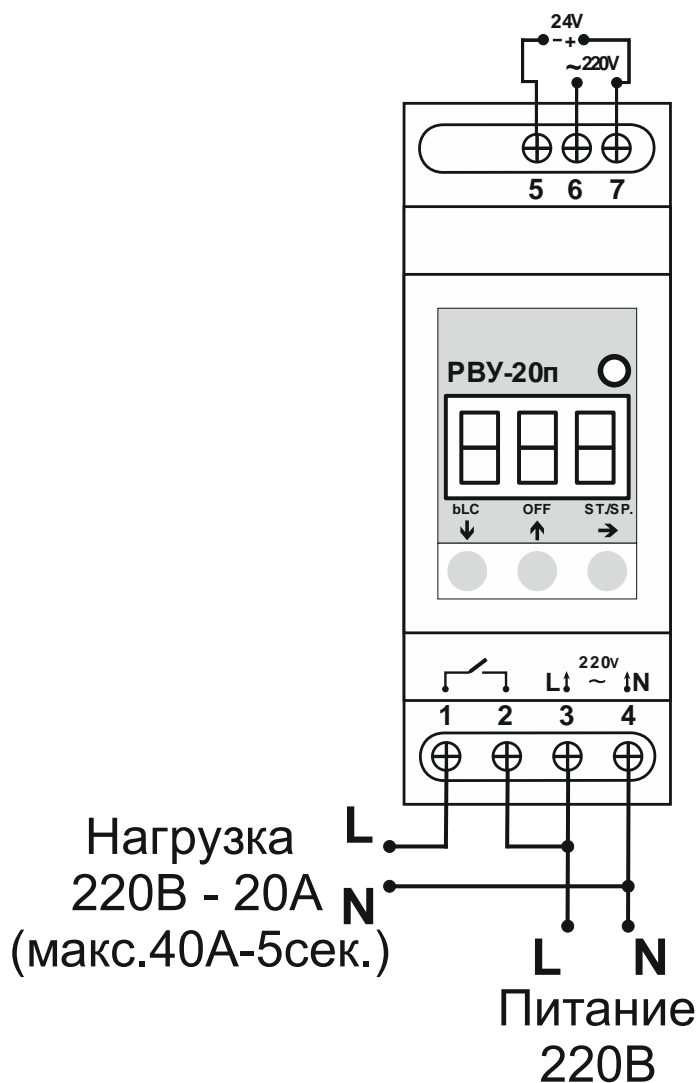 24V
- +
~220V
5 6 7
РВУ-20п
bLC OFF ST./SP.
↓ ↑ →
220V
L ~ N
1 2 3 4
L
Нагрузка
220В - 20А
N
(макс.40А-5сек.)
L N
Питание
220В